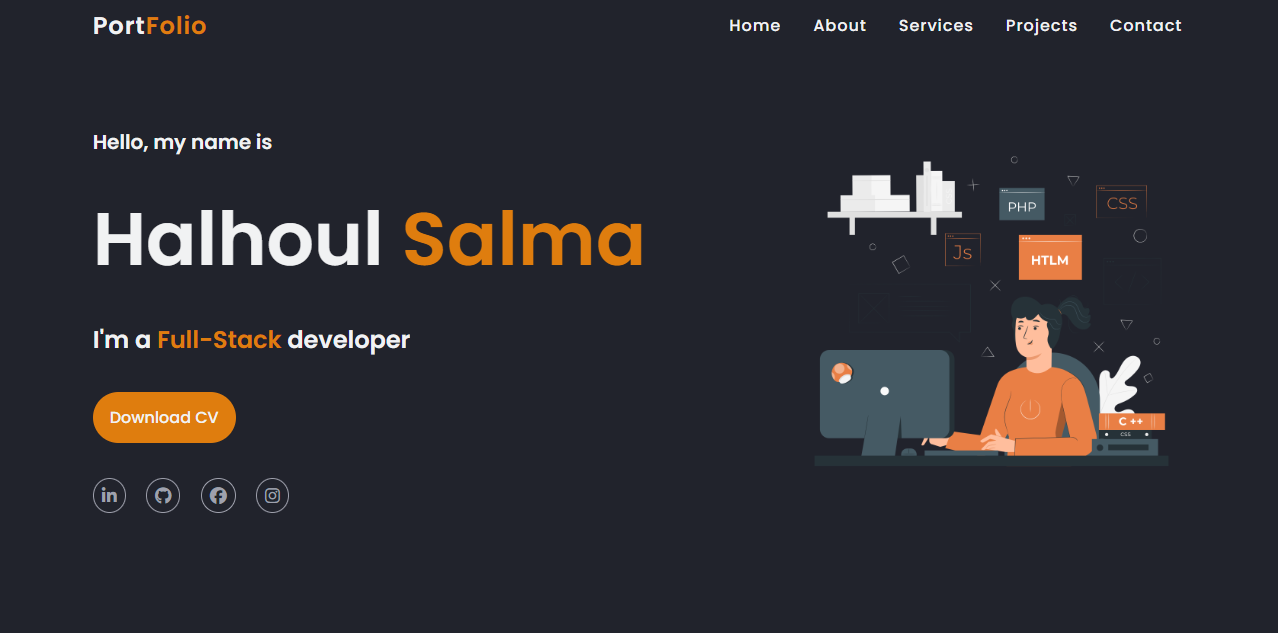 PortFolio
Home About Services Projects Contact
Hello, my name is
Halhoul Salma
I'm a Full-Stack developer
Download CV
in
PHP
CSS
Js
HTLM
C ++
CSS